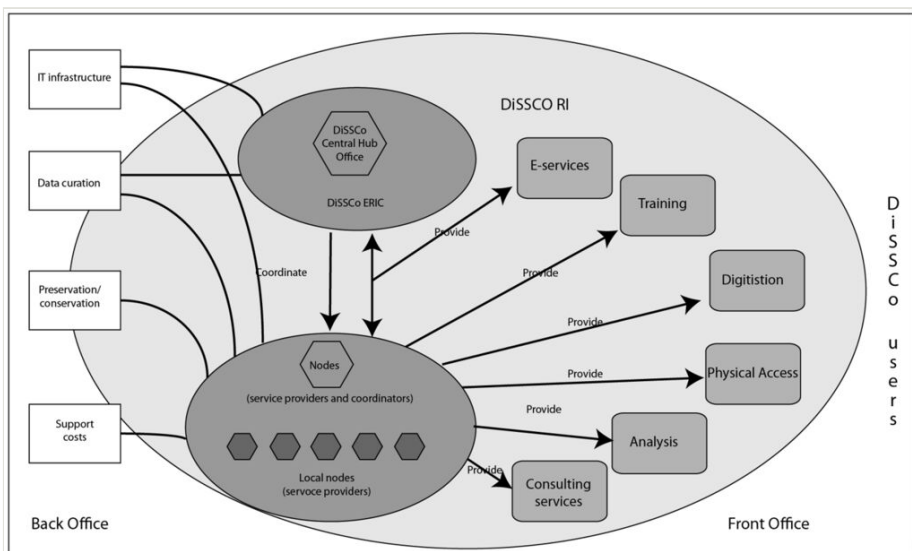 IT infrastructure
Data curation
Preservation/
conservation
Support
costs
Back Office
DiSSCo
Central Hub
Office
DiSSCo ERIC
Coordinate
Provide
Nodes
(service providers and coordinators)
Local nodes
(servoce providers)
DiSSCO RI
E-services
Provide
Training
Provide
Digitistion
Provide
Physical Access
Provide
Analysis
Provide
Consulting
services
Front Office
DiSSCo users